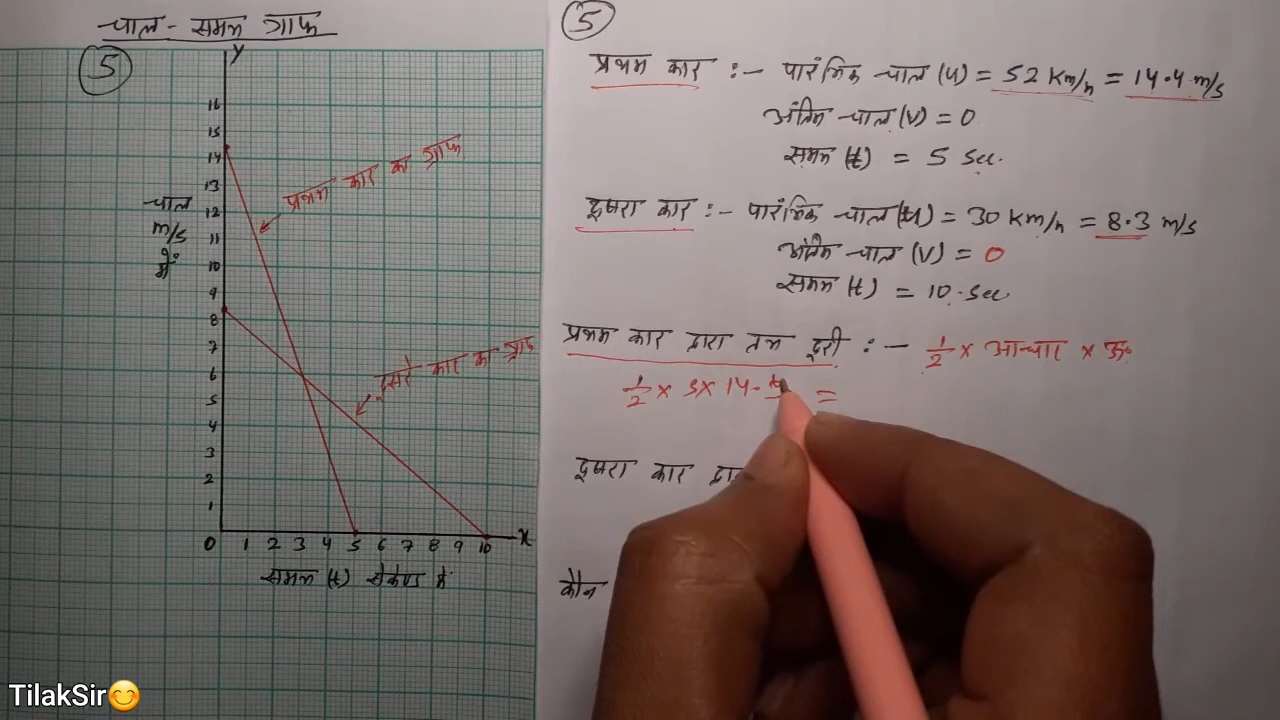 चाल - समय ग्राफ
5
Y
16
15
14
13
12
11
10
9
8
7
6
5
4
3
2
1
0 1 2 3 4 5 6 7 8 9 10 x
चाल
m/s
में
समय (t) सेकेण्ड में
प्रथम कार का ग्राफ
दूसरे कार का ग्राफ
5
प्रथम कार :- पारंभिक चाल (u) = 52 Km/h = 14.4 m/s
अंतिम चाल (v) = 0
समय (t) = 5 Sec.
दूसरा कार :- पारंभिक चाल (u) = 30 Km/h = 8.3 m/s
अंतिम चाल (v) = 0
समय (t) = 10 Sec
प्रथम कार द्वारा तय दूरी :- 1/2 × आधार × ऊँ०
1/2 × 5 × 14. =
दूसरा कार द्वा
कौन
TilakSir😊